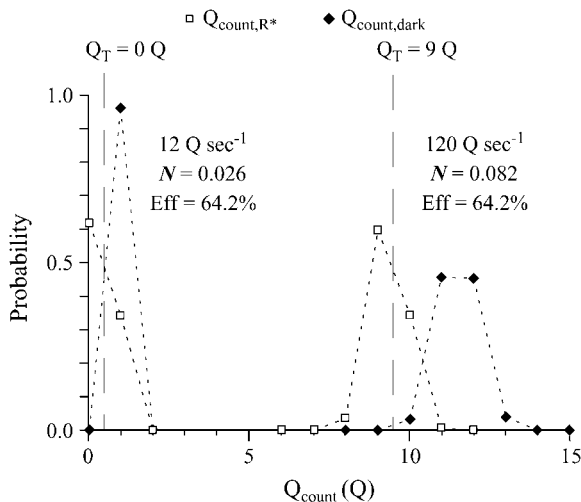 Q_count,R* Q_count,dark
Q_T = 0 Q Q_T = 9 Q
1.0
12 Q sec⁻¹ 120 Q sec⁻¹
N = 0.026 N = 0.082
Eff = 64.2% Eff = 64.2%
0.5
Probability
0.0
0 5 10 15
Q_count (Q)